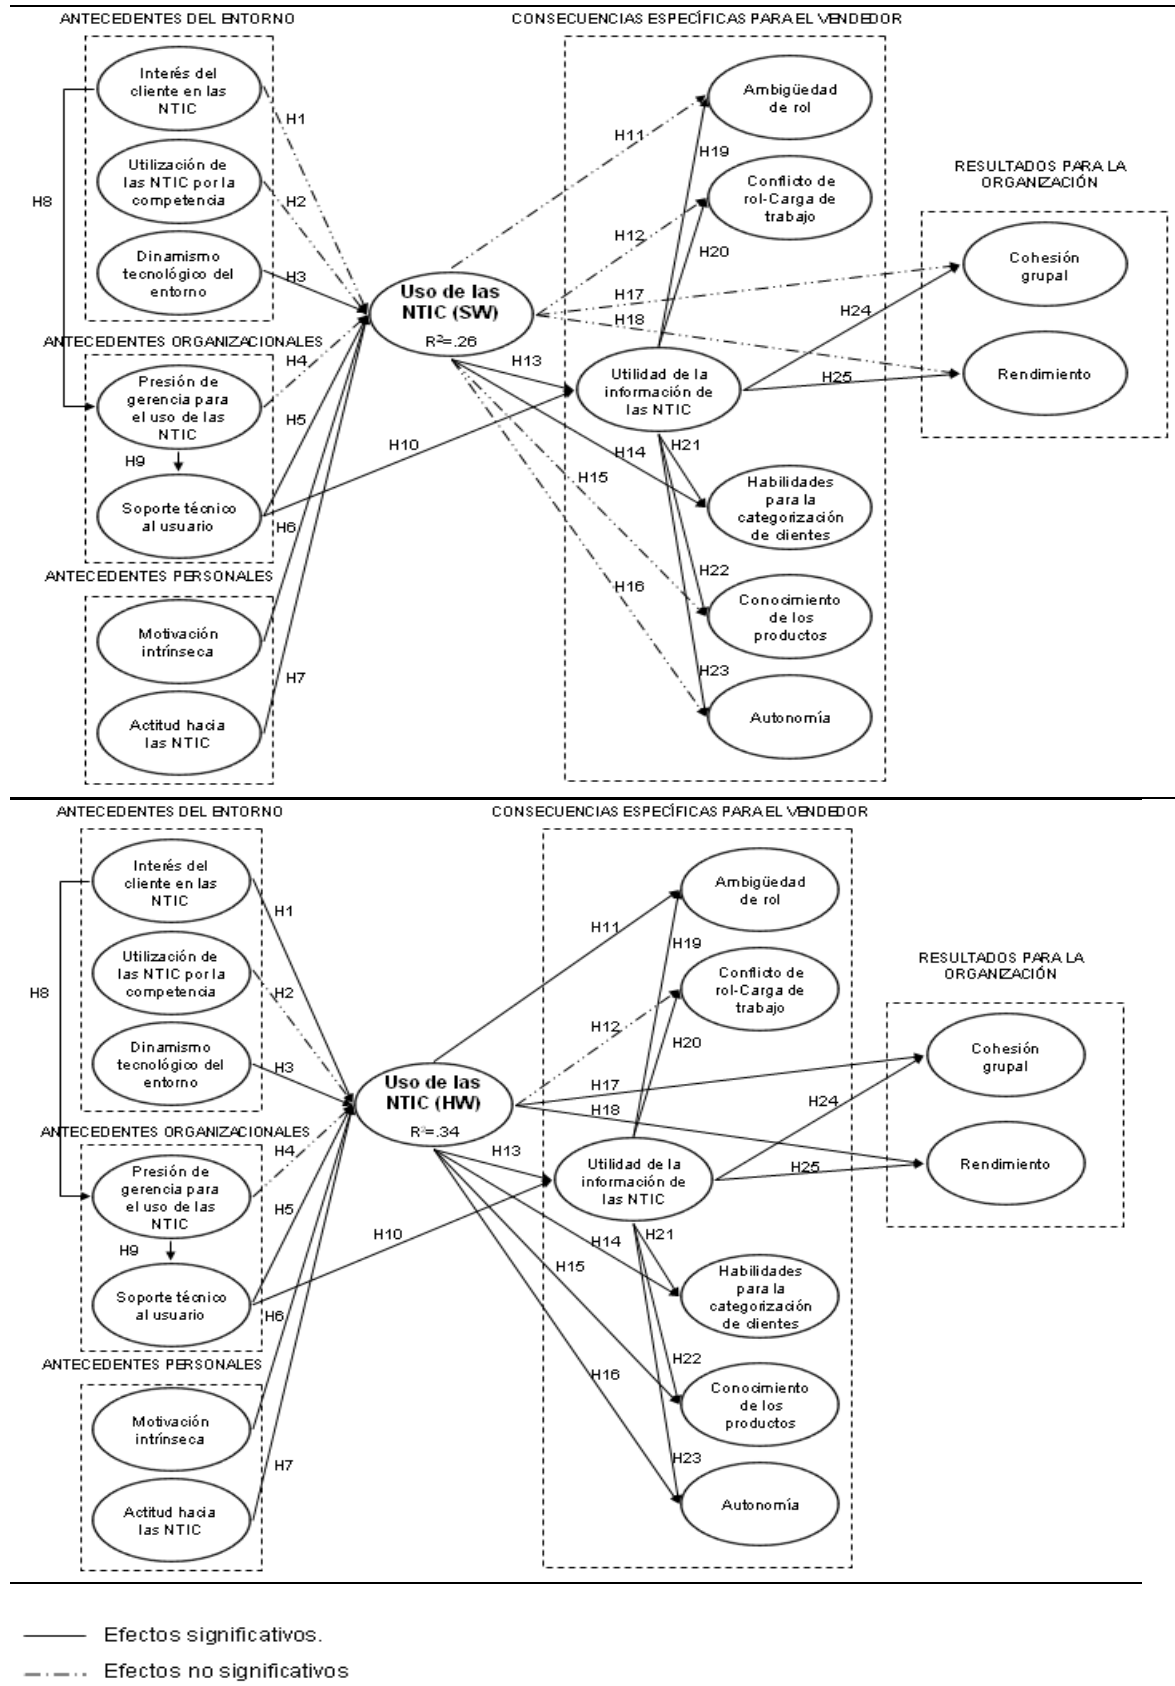 ANTECEDENTES DEL ENTORNO
CONSECUENCIAS ESPECÍFICAS PARA EL VENDEDOR
Interés del
cliente en las
NTIC
Utilización de
las NTIC por la
competencia
Dinamismo
tecnológico del
entorno
H8
H1
H2
H3
ANTECEDENTES ORGANIZACIONALES
Presión de
gerencia para
el uso de las
NTIC
H9
Soporte técnico
al usuario
H4
H5
H6
H10
ANTECEDENTES PERSONALES
Motivación
intrínseca
Actitud hacia
las NTIC
H7
Uso de las
NTIC (SW)
R²=.26
H11
H12
H17
H18
H13
H14
H15
H16
Ambigüedad
de rol
H19
Conflicto de
rol-Carga de
trabajo
H20
Utilidad de la
información de
las NTIC
H21
Habilidades
para la
categorización
de clientes
H22
Conocimiento
de los
productos
H23
Autonomía
RESULTADOS PARA LA
ORGANIZACIÓN
Cohesión
grupal
H24
H25
Rendimiento
ANTECEDENTES DEL ENTORNO
CONSECUENCIAS ESPECÍFICAS PARA EL VENDEDOR
Interés del
cliente en las
NTIC
Utilización de
las NTIC por la
competencia
Dinamismo
tecnológico del
entorno
H8
H1
H2
H3
ANTECEDENTES ORGANIZACIONALES
Presión de
gerencia para
el uso de las
NTIC
H9
Soporte técnico
al usuario
H4
H5
H6
H10
ANTECEDENTES PERSONALES
Motivación
intrínseca
Actitud hacia
las NTIC
H7
Uso de las
NTIC (HW)
R²=.34
H11
H12
H17
H18
H13
H14
H15
H16
Ambigüedad
de rol
H19
Conflicto de
rol-Carga de
trabajo
H20
Utilidad de la
información de
las NTIC
H21
Habilidades
para la
categorización
de clientes
H22
Conocimiento
de los
productos
H23
Autonomía
RESULTADOS PARA LA
ORGANIZACIÓN
Cohesión
grupal
H24
H25
Rendimiento
Efectos significativos.
Efectos no significativos